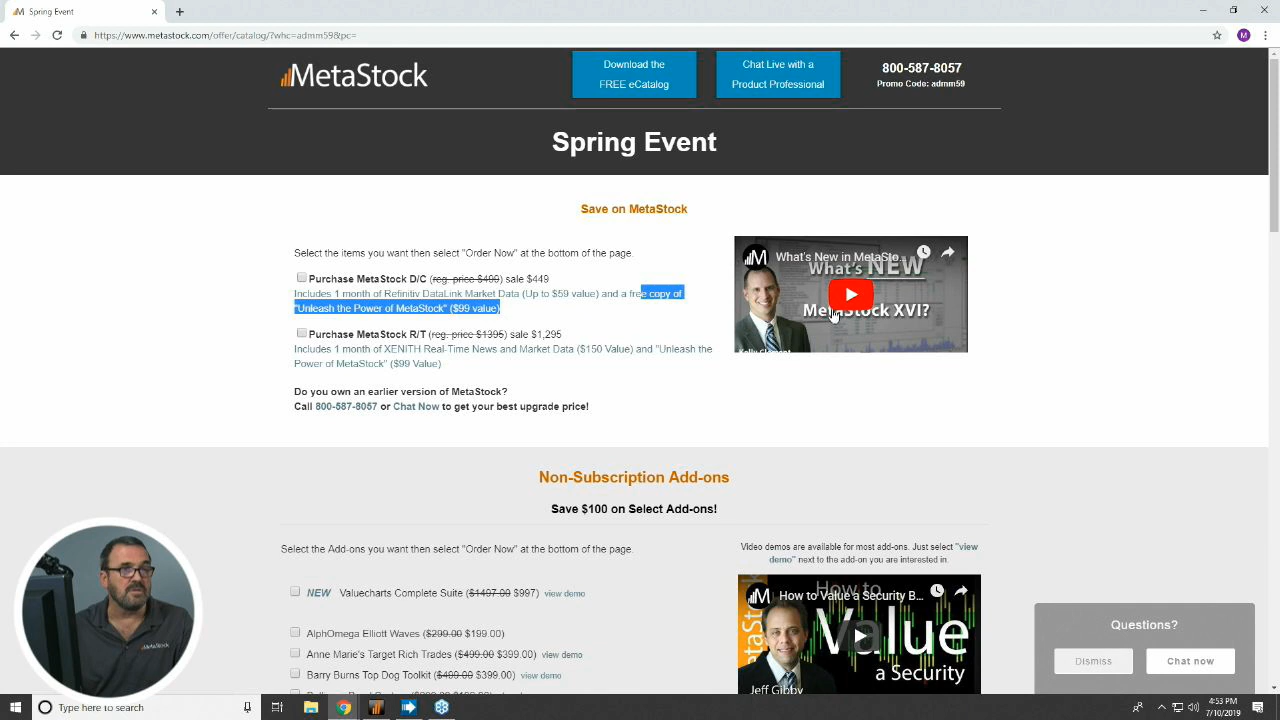 Spring Event
https://www.metastock.com/offer/catalog/?whc=admm59&pc=
M
MetaStock
Download the
FREE eCatalog
Chat Live with a
Product Professional
800-587-8057
Promo Code: admm59
Spring Event
Save on MetaStock
Select the items you want then select "Order Now" at the bottom of the page.
Purchase MetaStock D/C (reg. price $499) sale $449
Includes 1 month of Refinitiv DataLink Market Data (Up to $59 value) and a free copy of
"Unleash the Power of MetaStock" ($99 value)
Purchase MetaStock R/T (reg. price $1395) sale $1,295
Includes 1 month of XENITH Real-Time News and Market Data ($150 Value) and "Unleash the
Power of MetaStock" ($99 Value)
Do you own an earlier version of MetaStock?
Call 800-587-8057 or Chat Now to get your best upgrade price!
What's New in MetaSto...
What's NEW
MetaStock XVI?
Kelly Clement
Non-Subscription Add-ons
Save $100 on Select Add-ons!
Select the Add-ons you want then select "Order Now" at the bottom of the page.
NEW Valuecharts Complete Suite ($1497.00 $997) view demo
AlphOmega Elliott Waves ($299.00 $199.00)
Anne Marie's Target Rich Trades ($499.00 $399.00) view demo
Barry Burns Top Dog Toolkit ($499.00 $399.00) view demo
Video demos are available for most add-ons. Just select "view
demo" next to the add-on you are interested in.
How to Value a Security B...
How to
Value
a Security
MetaStock
Jeff Gibby
MetaStock
Questions?
Dismiss
Chat now
Type here to search
4:53 PM
7/10/2019